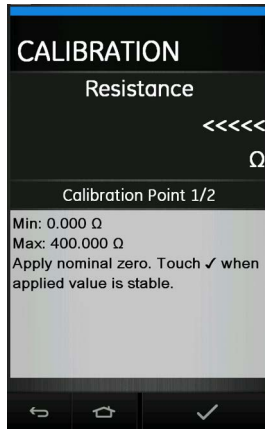 CALIBRATION
Resistance
<<<<<
Ω
Calibration Point 1/2
Min: 0.000 Ω
Max: 400.000 Ω
Apply nominal zero. Touch ✓ when
applied value is stable.